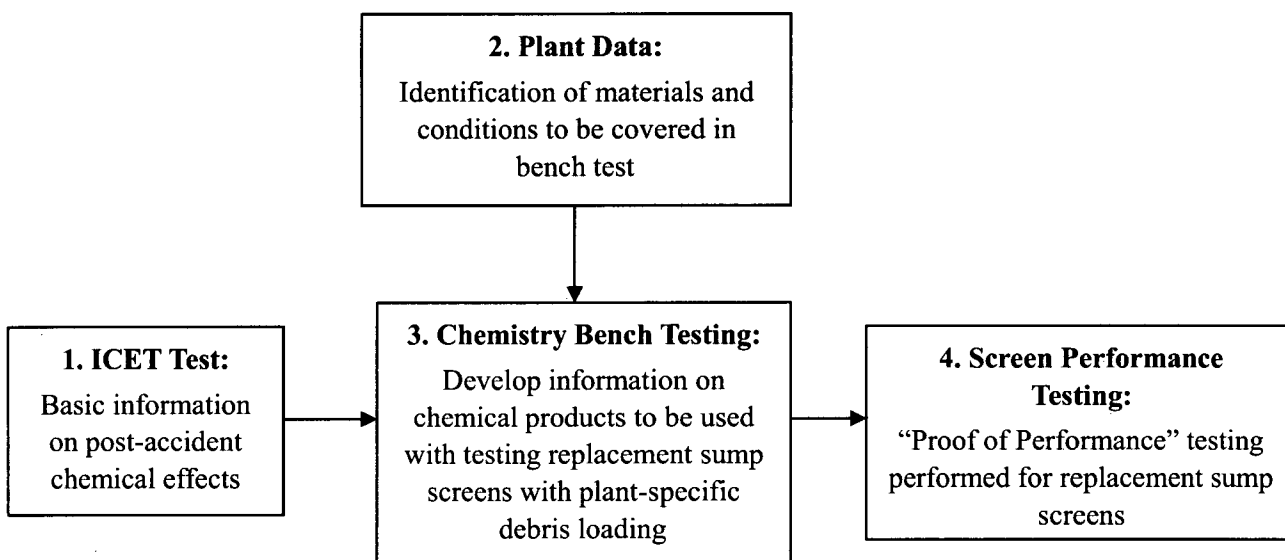 2. Plant Data:
Identification of materials and
conditions to be covered in
bench test
1. ICET Test:
Basic information
on post-accident
chemical effects
3. Chemistry Bench Testing:
Develop information on
chemical products to be used
with testing replacement sump
screens with plant-specific
debris loading
4. Screen Performance
Testing:
“Proof of Performance” testing
performed for replacement sump
screens